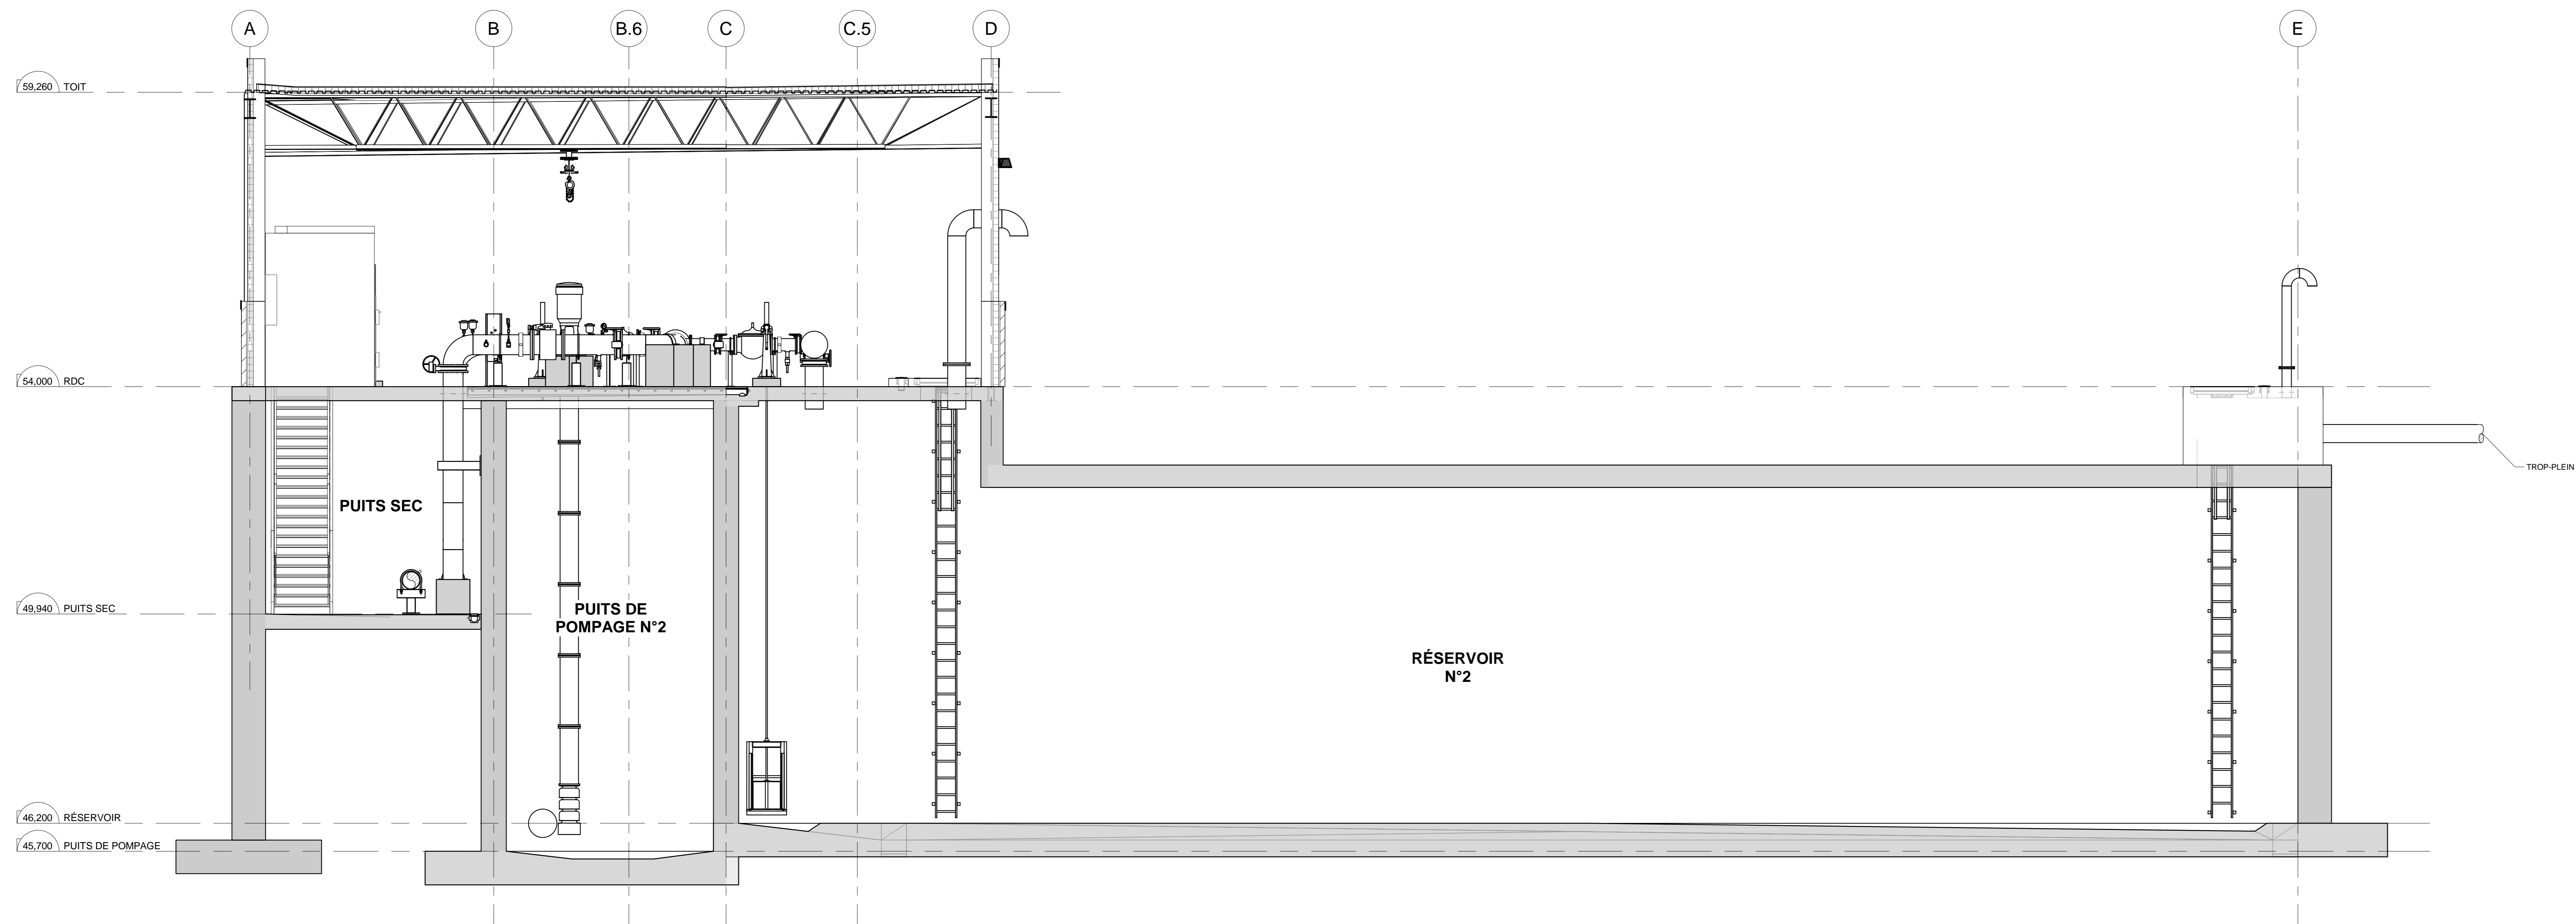 A
B
B.6
C
C.5
D
E
59,260 TOIT
54,000 RDC
PUITS SEC
49,940 PUITS SEC
PUITS DE
POMPAGE N°2
RÉSERVOIR
N°2
TROP-PLEIN
46,200 RÉSERVOIR
45,700 PUITS DE POMPAGE